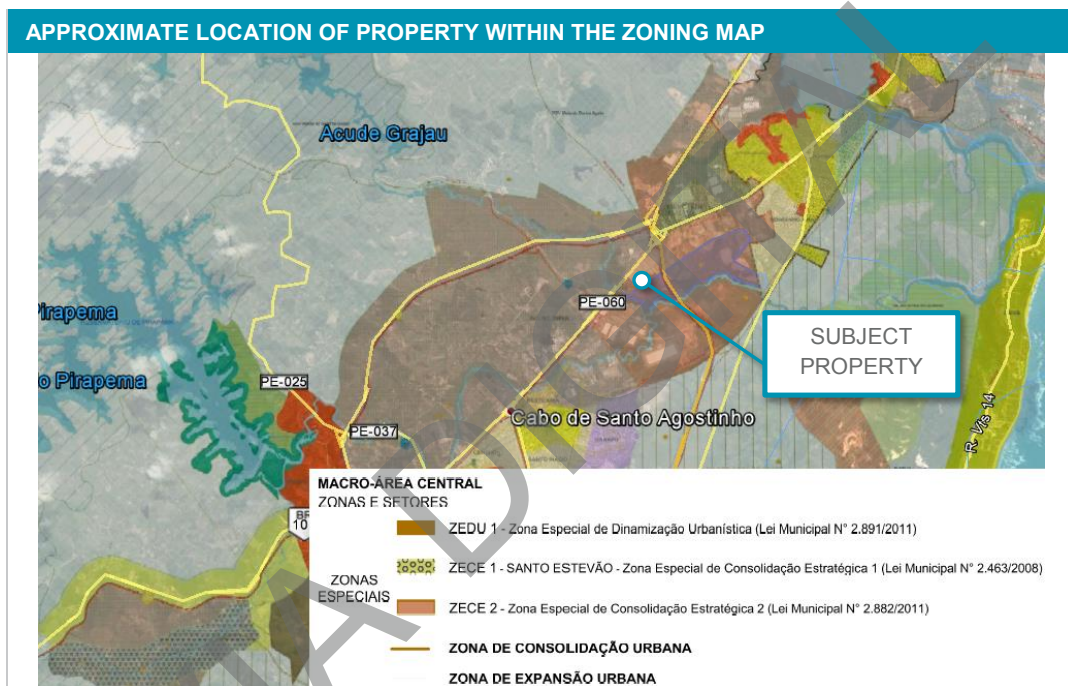 APPROXIMATE LOCATION OF PROPERTY WITHIN THE ZONING MAP
Acude Grajau
PE-060
SUBJECT
PROPERTY
irapema
o Pirapema
PE-025
PE-037
Cabo de Santo Agostinho
R. Vts 14
BR
10
MACRO-ÁREA CENTRAL
ZONAS E SETORES
ZEDU 1 - Zona Especial de Dinamização Urbanística (Lei Municipal N° 2.891/2011)
ZECE 1 - SANTO ESTEVÃO - Zona Especial de Consolidação Estratégica 1 (Lei Municipal N° 2.463/2008)
ZONAS
ESPECIAIS
ZECE 2 - Zona Especial de Consolidação Estratégica 2 (Lei Municipal N° 2.882/2011)
ZONA DE CONSOLIDAÇÃO URBANA
ZONA DE EXPANSÃO URBANA